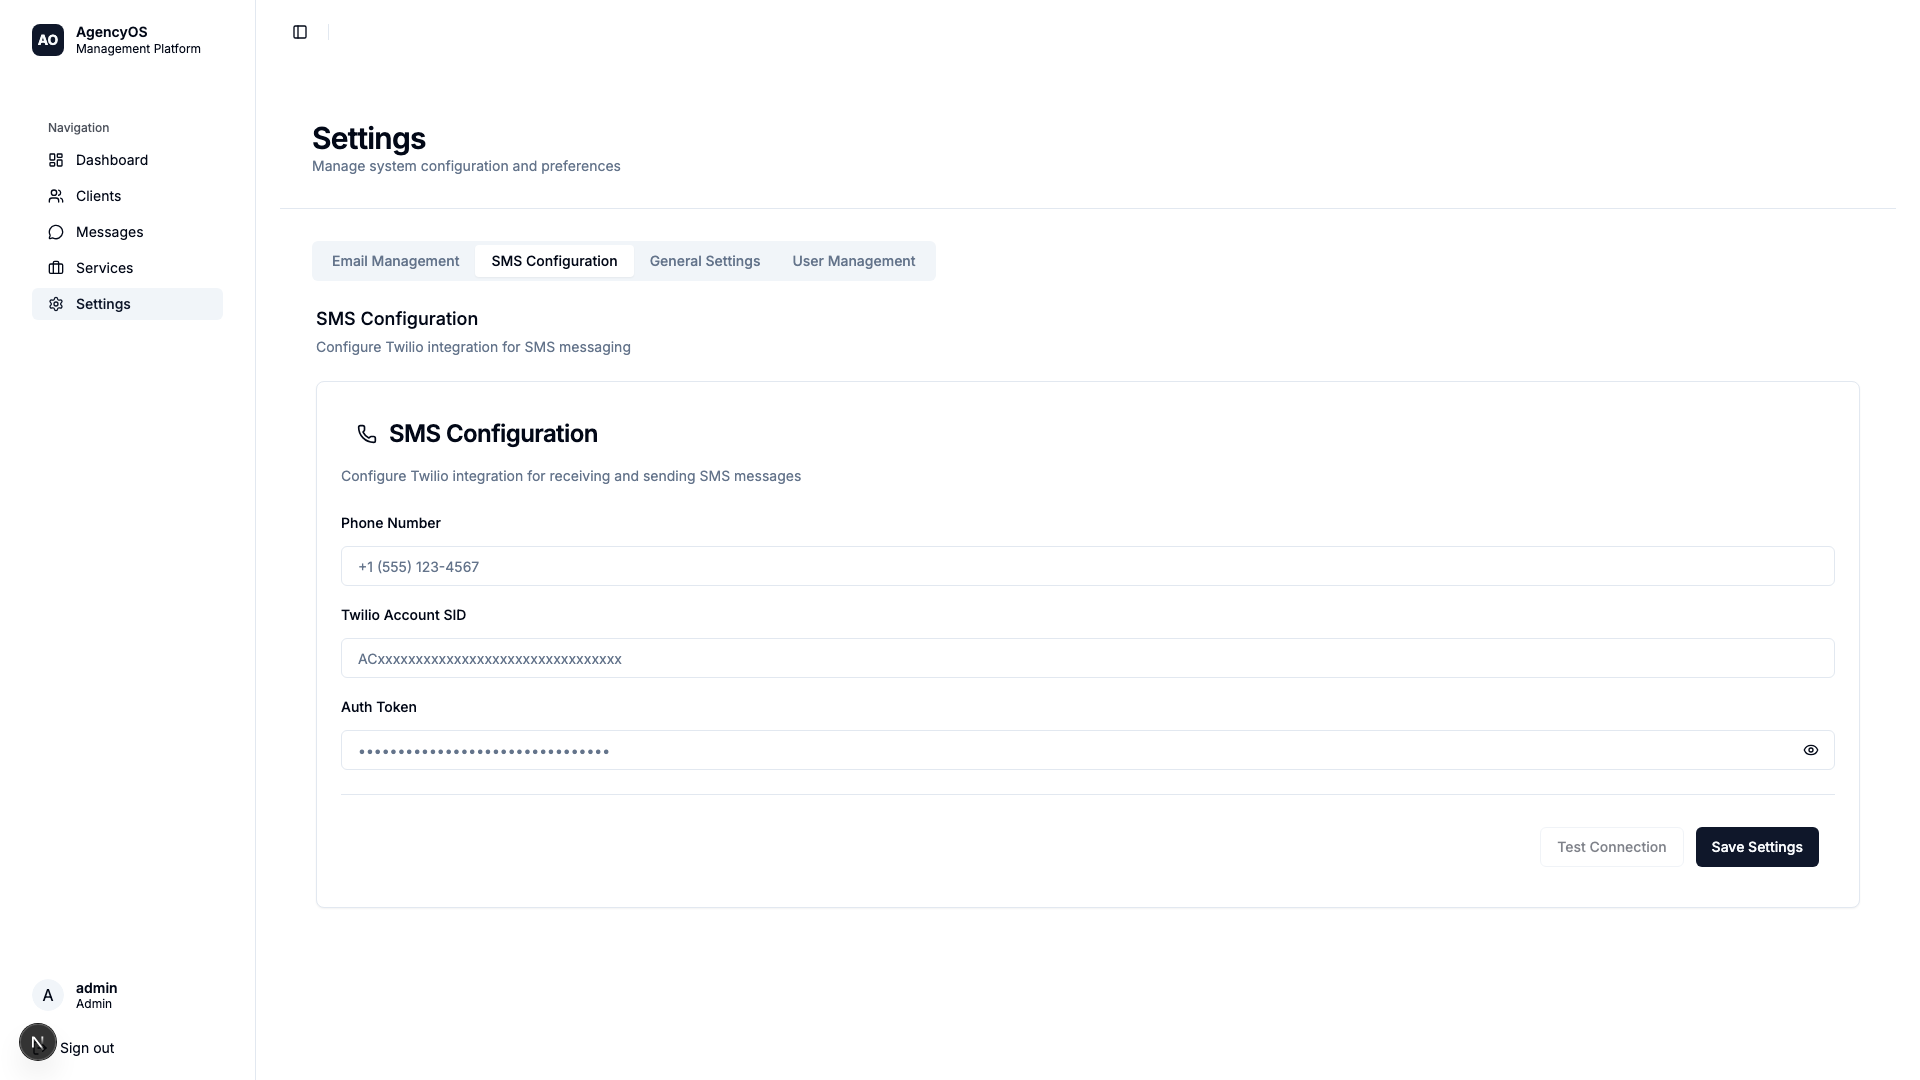 AO
AgencyOS
Management Platform
Navigation
Dashboard
Clients
Messages
Services
Settings
admin
Admin
A
N
Sign out
Settings
Manage system configuration and preferences
Email Management
SMS Configuration
General Settings
User Management
SMS Configuration
Configure Twilio integration for SMS messaging
SMS Configuration
Configure Twilio integration for receiving and sending SMS messages
Phone Number
+1 (555) 123-4567
Twilio Account SID
ACxxxxxxxxxxxxxxxxxxxxxxxxxxxxxxxx
Auth Token
••••••••••••••••••••••••••••••••
Test Connection
Save Settings